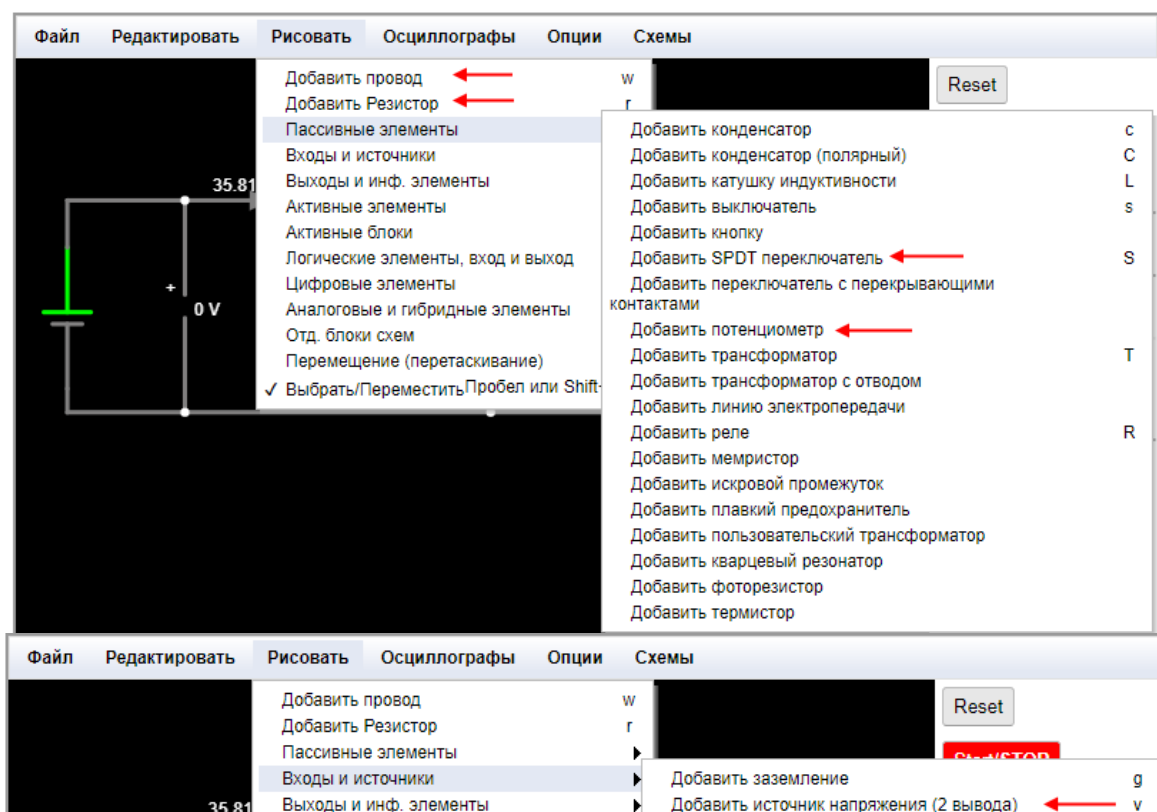 Файл Редактировать Рисовать Осциллографы Опции Схемы
Добавить провод w
Reset
Добавить Резистор r
Пассивные элементы
Добавить конденсатор c
Входы и источники
Добавить конденсатор (полярный) C
35.81
Выходы и инф. элементы
Добавить катушку индуктивности L
Активные элементы
Добавить выключатель s
Активные блоки
Добавить кнопку
Логические элементы, вход и выход
Добавить SPDT переключатель S
Цифровые элементы
Добавить переключатель с перекрывающими
контактами
+
0 V
Аналоговые и гибридные элементы
Отд. блоки схем
Добавить потенциометр
Перемещение (перетаскивание)
Добавить трансформатор T
✓ Выбрать/Переместить Пробел или Shift-
Добавить трансформатор с отводом
Добавить линию электропередачи
Добавить реле R
Добавить мемристор
Добавить искровой промежуток
Добавить плавкий предохранитель
Добавить пользовательский трансформатор
Добавить кварцевый резонатор
Добавить фоторезистор
Добавить термистор
Файл Редактировать Рисовать Осциллографы Опции Схемы
Добавить провод w
Reset
Добавить Резистор r
Пассивные элементы
Start/STOP
Входы и источники
Добавить заземление g
35.81
Выходы и инф. элементы
Добавить источник напряжения (2 вывода) v